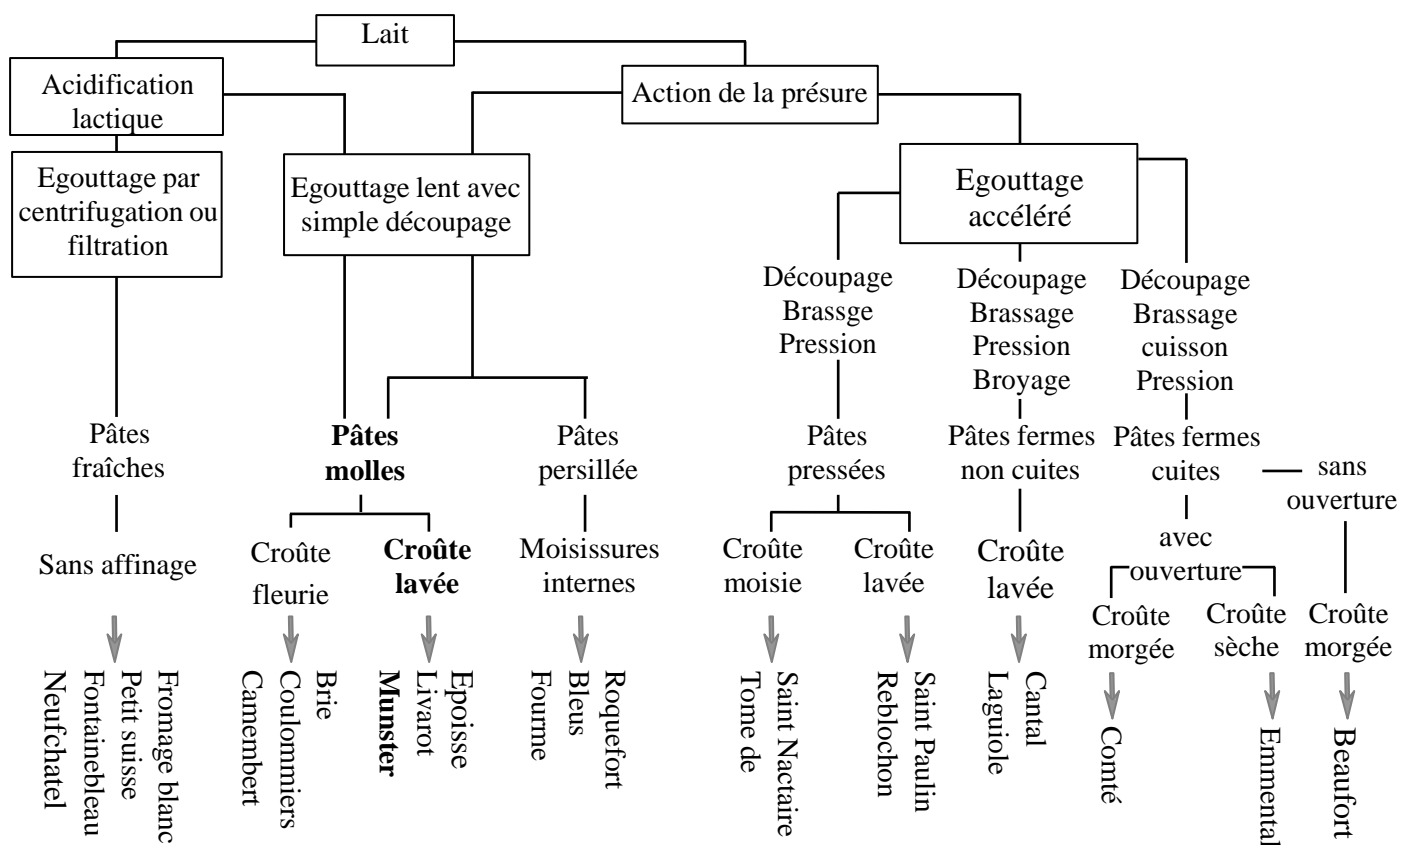 Lait
Acidification
lactique
Action de la présure
Egouttage par
centrifugation ou
filtration
Egouttage lent avec
simple découpage
Egouttage
accéléré
Découpage
Brassge
Pression
Découpage
Brassage
Pression
Broyage
Découpage
Brassage
cuisson
Pression
Pâtes
fraîches
Pâtes
molles
Pâtes
persillée
Pâtes
pressées
Pâtes fermes
non cuites
Pâtes fermes
cuites
sans
ouverture
avec
ouverture
Sans affinage
Croûte
fleurie
Croûte
lavée
Moisissures
internes
Croûte
moisie
Croûte
lavée
Croûte
lavée
Croûte
morgée
Croûte
sèche
Croûte
morgée
Fromage blanc
Petit suisse
Fontainebleau
Neufchatel
Brie
Coulommiers
Camembert
Epoisse
Livarot
Munster
Roquefort
Bleus
Fourme
Saint Nactaire
Tome de
Saint Paulin
Reblochon
Cantal
Laguiole
Comté
Emmental
Beaufort